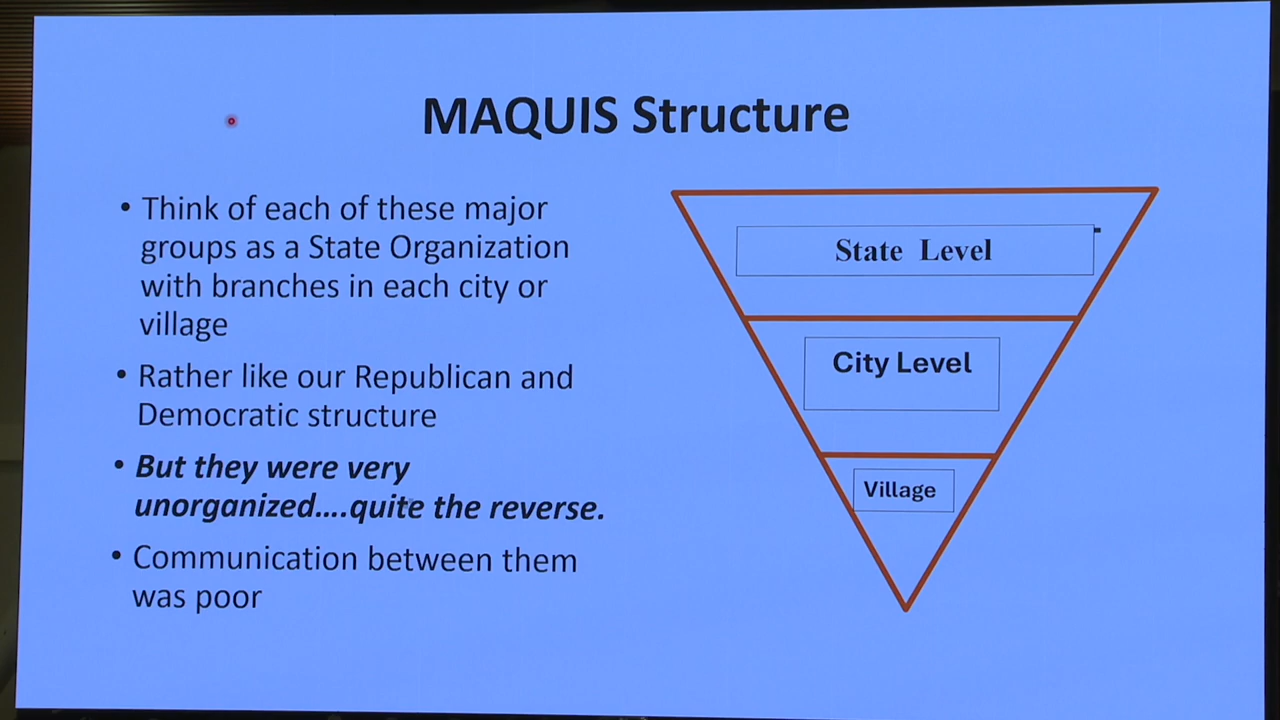 MAQUIS Structure
• Think of each of these major
groups as a State Organization
with branches in each city or
village
• Rather like our Republican and
Democratic structure
• But they were very
unorganized....quite the reverse.
• Communication between them
was poor
State Level
City Level
Village